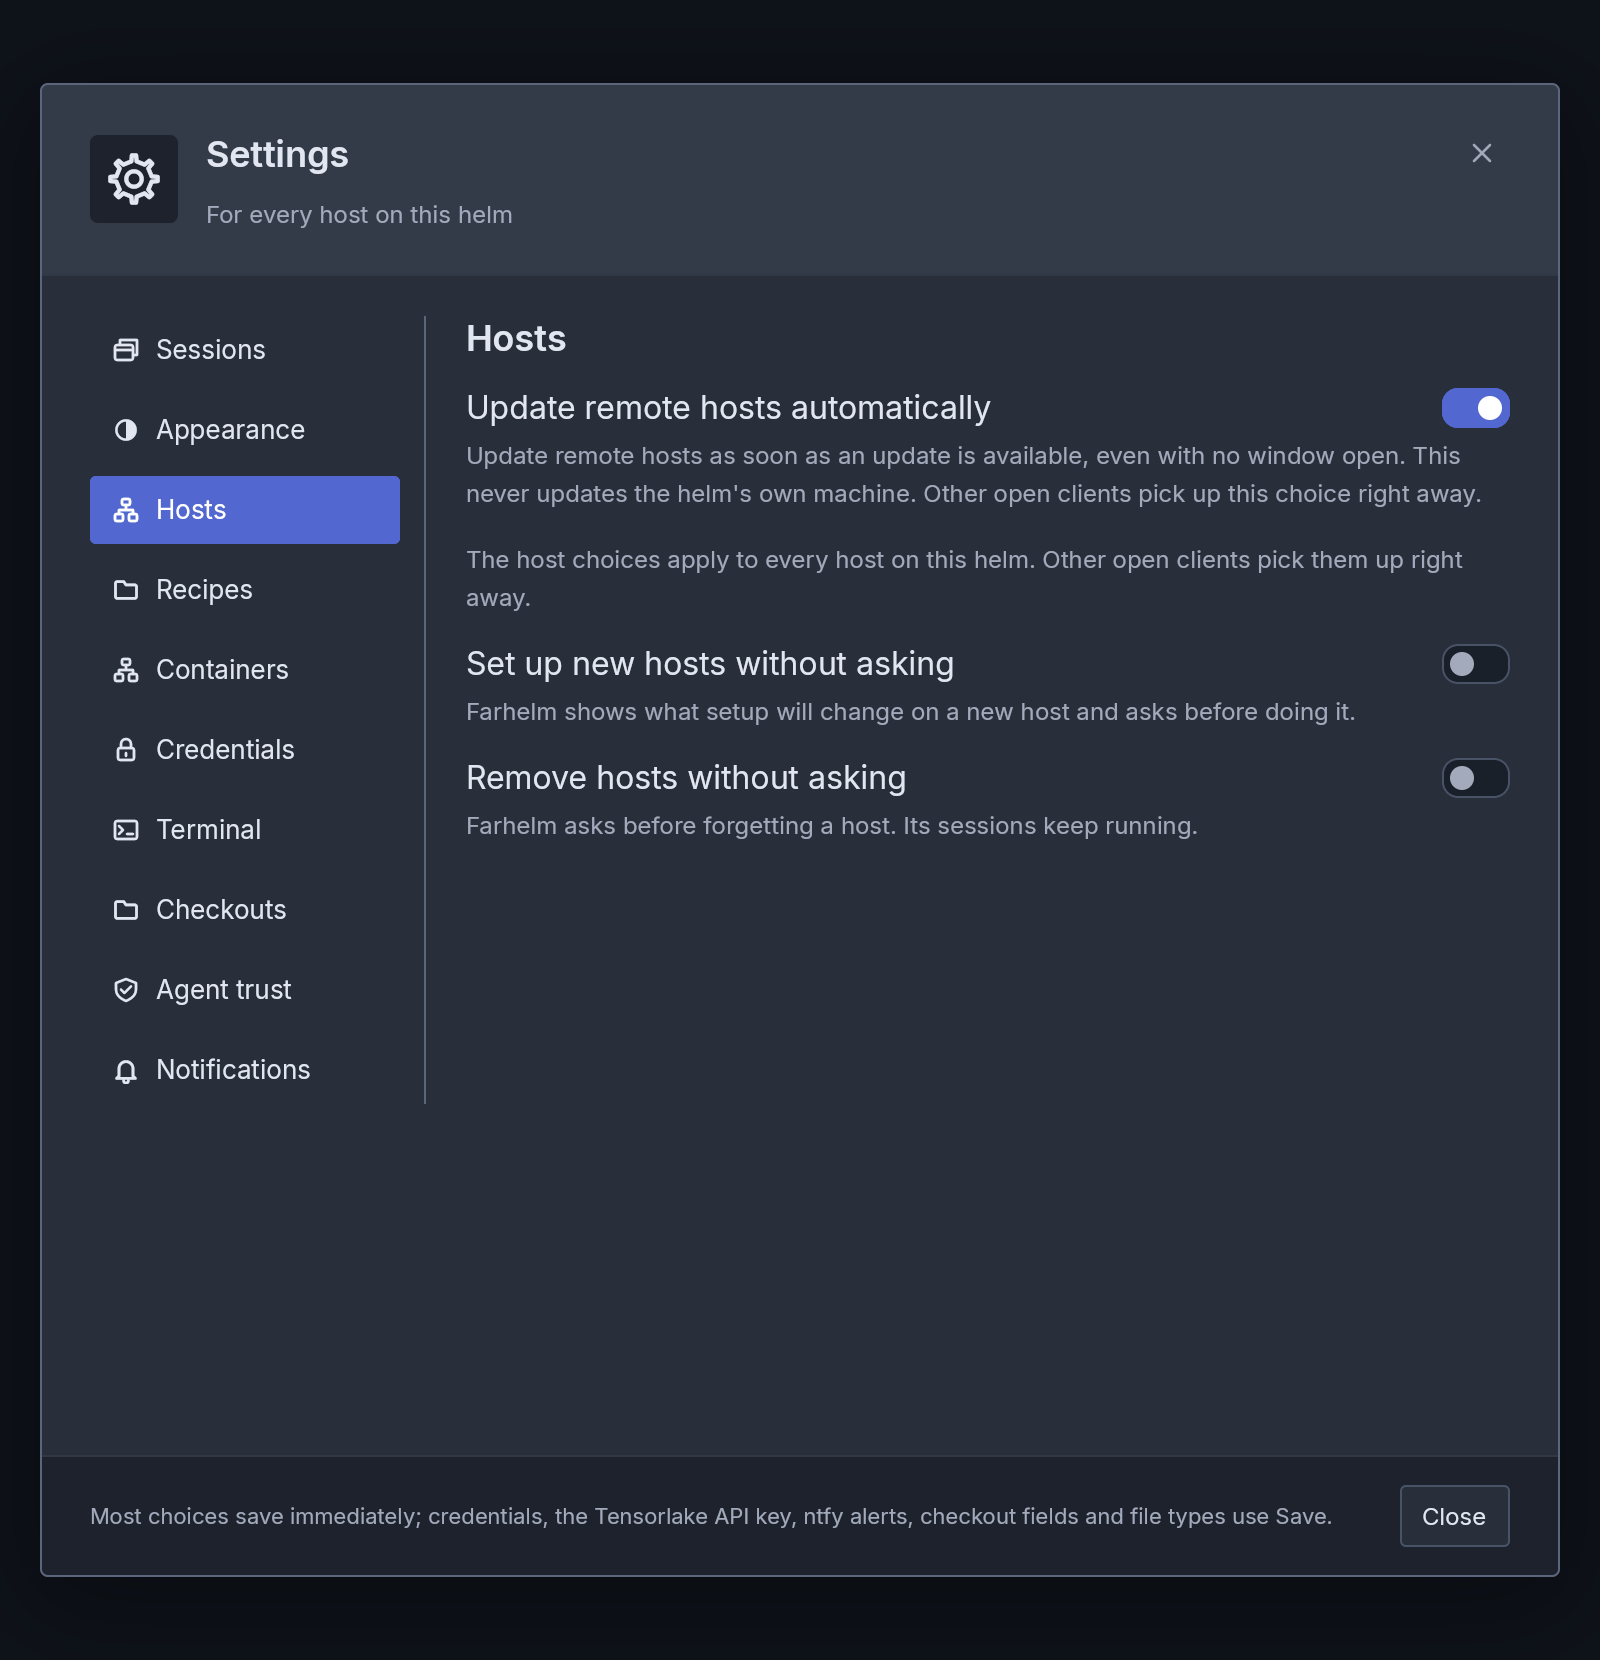 Settings
For every host on this helm
Sessions
Appearance
Hosts
Recipes
Containers
Credentials
Terminal
Checkouts
Agent trust
Notifications
Hosts
Update remote hosts automatically
Update remote hosts as soon as an update is available, even with no window open. This
never updates the helm's own machine. Other open clients pick up this choice right away.
The host choices apply to every host on this helm. Other open clients pick them up right
away.
Set up new hosts without asking
Farhelm shows what setup will change on a new host and asks before doing it.
Remove hosts without asking
Farhelm asks before forgetting a host. Its sessions keep running.
Most choices save immediately; credentials, the Tensorlake API key, ntfy alerts, checkout fields and file types use Save.
Close